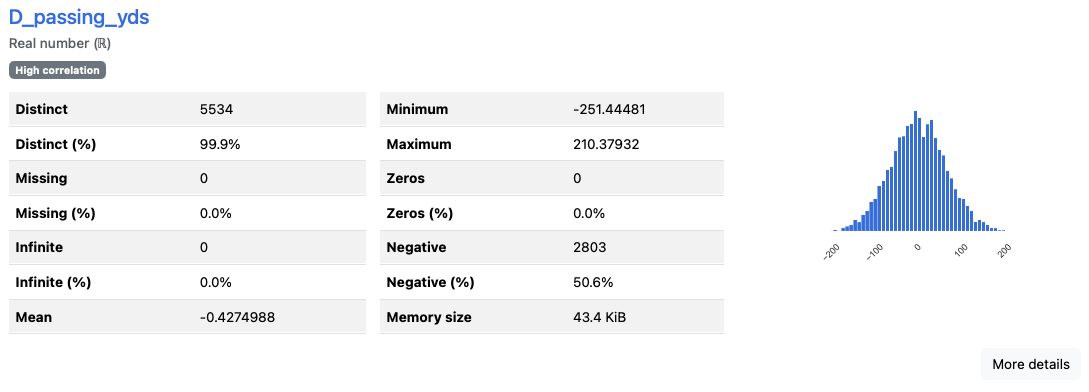 D_passing_yds
Real number (ℝ)
High correlation
Distinct 5534
Distinct (%) 99.9%
Missing 0
Missing (%) 0.0%
Infinite 0
Infinite (%) 0.0%
Mean -0.4274988
Minimum -251.44481
Maximum 210.37932
Zeros 0
Zeros (%) 0.0%
Negative 2803
Negative (%) 50.6%
Memory size 43.4 KiB
−200 −100 0 100 200
More details